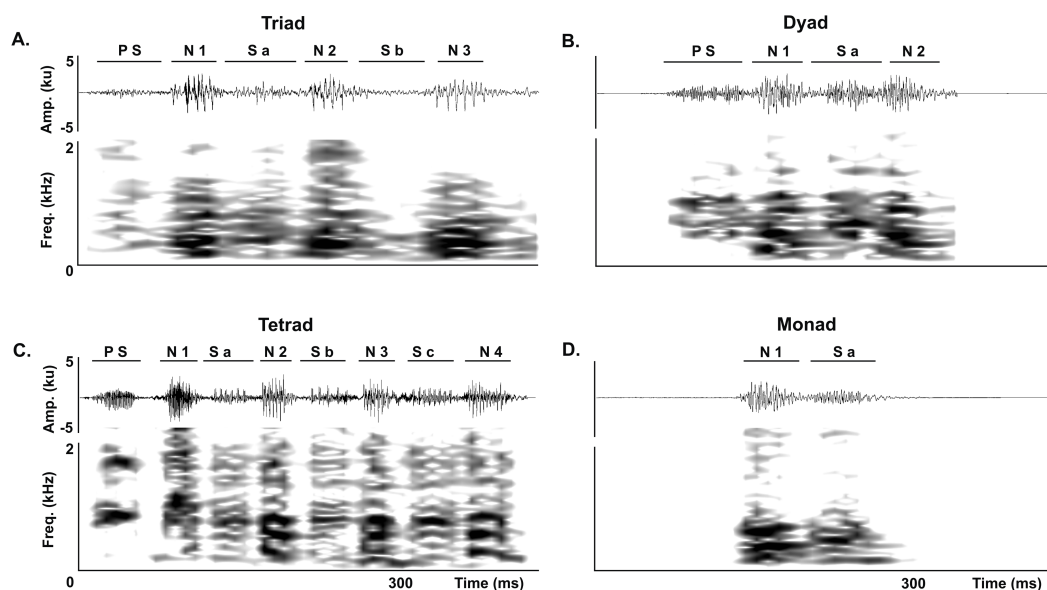 Triad
A.
P S N 1 S a N 2 S b N 3
5
Amp. (ku)
-5
2
Freq. (kHz)
0
Dyad
B.
P S N 1 S a N 2
Tetrad
C.
P S N 1 S a N 2 S b N 3 S c N 4
5
Amp. (ku)
-5
2
Freq. (kHz)
0 300 Time (ms)
Monad
D.
N 1 S a
300 Time (ms)